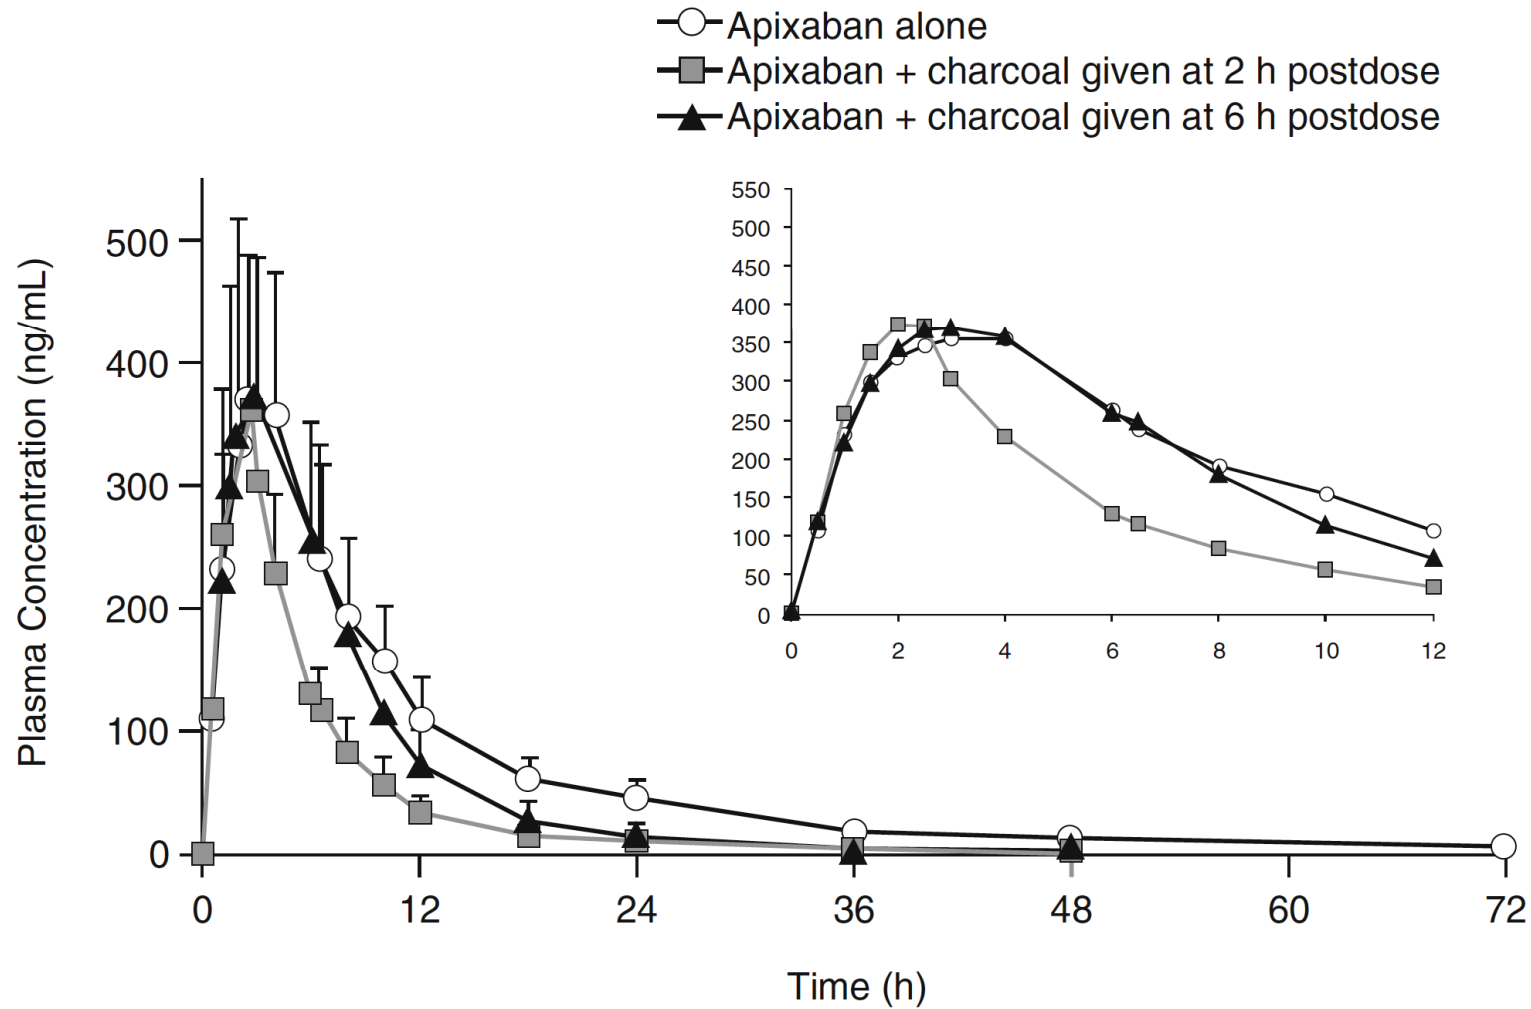 Apixaban alone
Apixaban + charcoal given at 2 h postdose
Apixaban + charcoal given at 6 h postdose
Plasma Concentration (ng/mL)
500
400
300
200
100
0
0 12 24 36 48 60 72
Time (h)
550
500
450
400
350
300
250
200
150
100
50
0
0 2 4 6 8 10 12